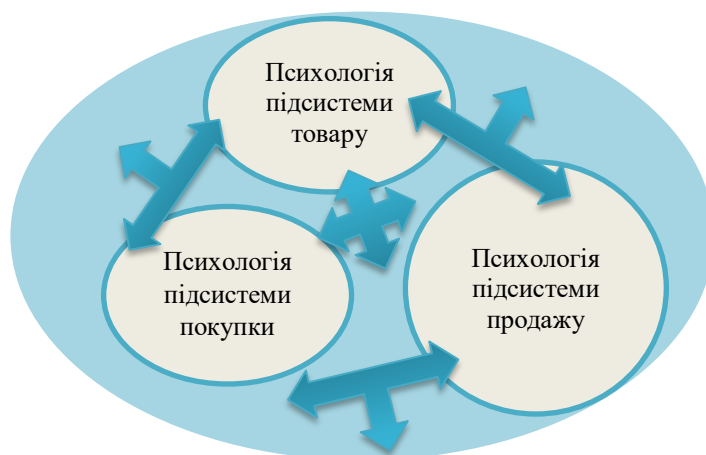 Психологія
підсистеми
товару
Психологія
підсистеми
покупки
Психологія
підсистеми
продажу